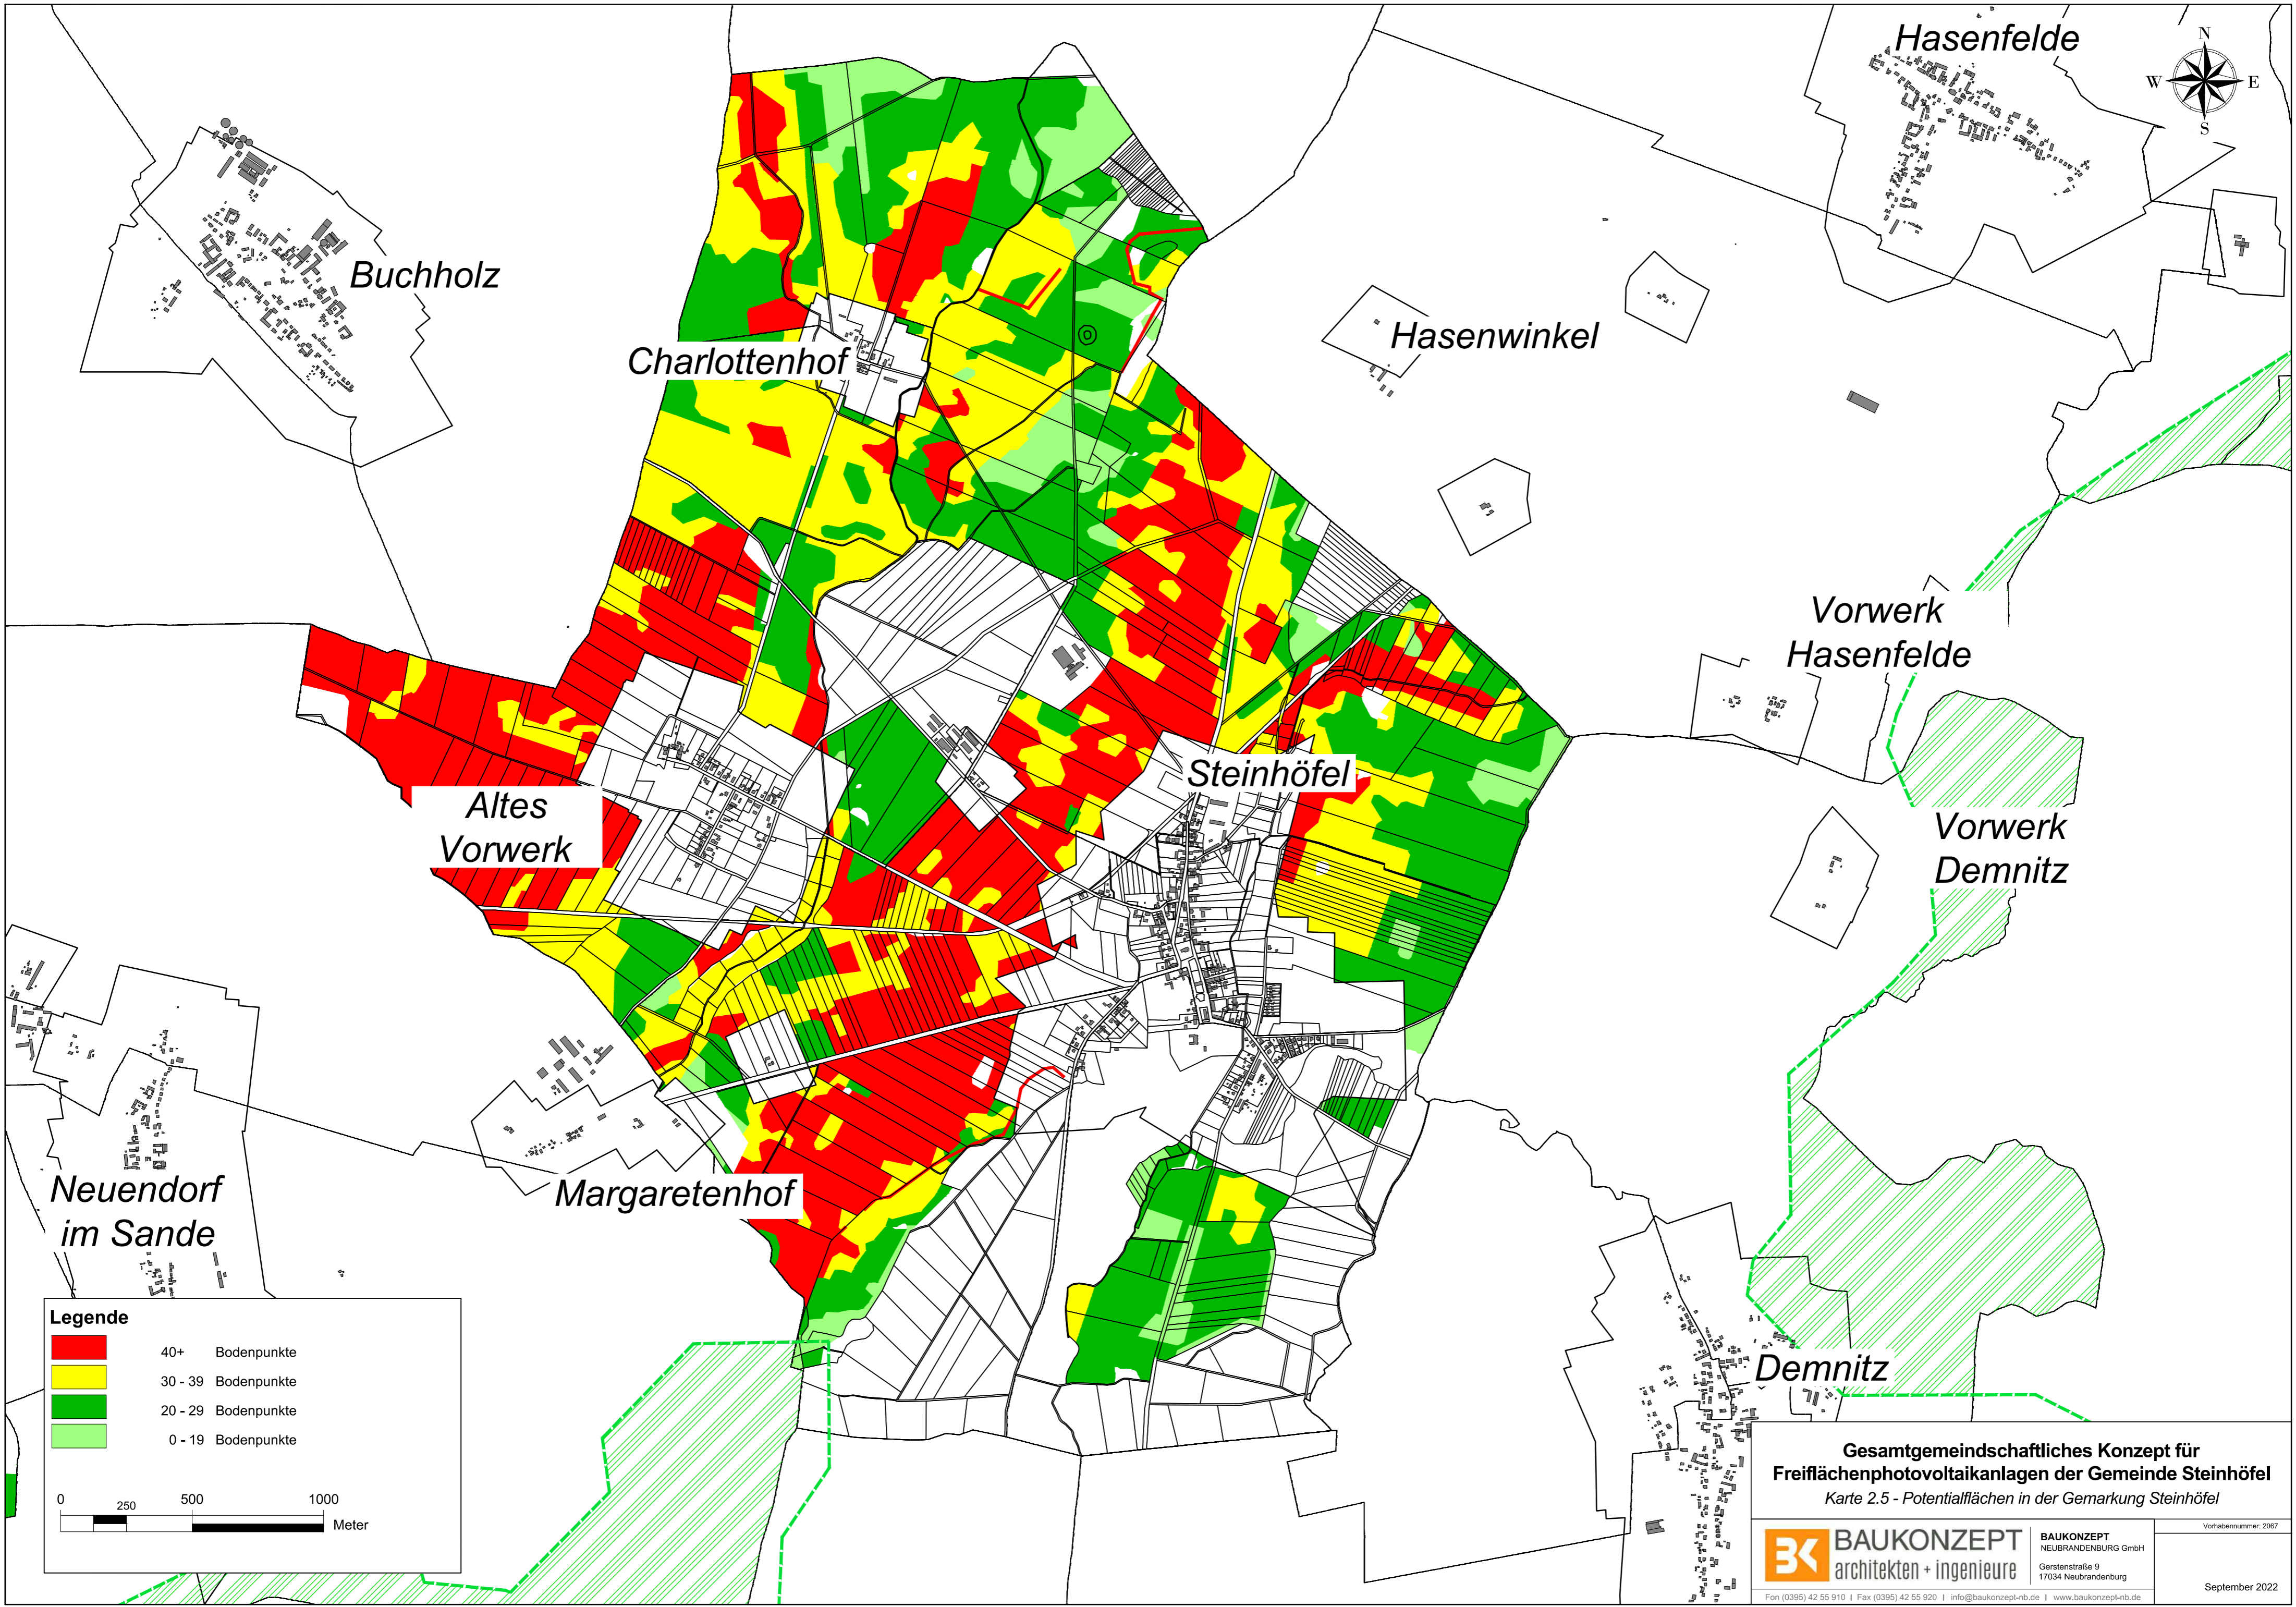 Hasenfelde
N
W
E
S
Buchholz
Hasenwinkel
Charlottenhof
Vorwerk
Hasenfelde
Steinhöfel
Altes
Vorwerk
Vorwerk
Demnitz
Neuendorf
im Sande
Margaretenhof
Demnitz
Legende
40+ Bodenpunkte
30 - 39 Bodenpunkte
20 - 29 Bodenpunkte
0 - 19 Bodenpunkte
0 250 500 1000
Meter
Gesamtgemeindschaftliches Konzept für
Freiflächenphotovoltaikanlagen der Gemeinde Steinhöfel
Karte 2.5 - Potentialflächen in der Gemarkung Steinhöfel
BK
BAUKONZEPT
architekten + ingenieure
BAUKONZEPT
NEUBRANDENBURG GmbH
Gerstenstraße 9
17034 Neubrandenburg
Vorhabennummer: 2067
September 2022
Fon (0395) 42 55 910 | Fax (0395) 42 55 920 | info@baukonzept-nb.de | www.baukonzept-nb.de